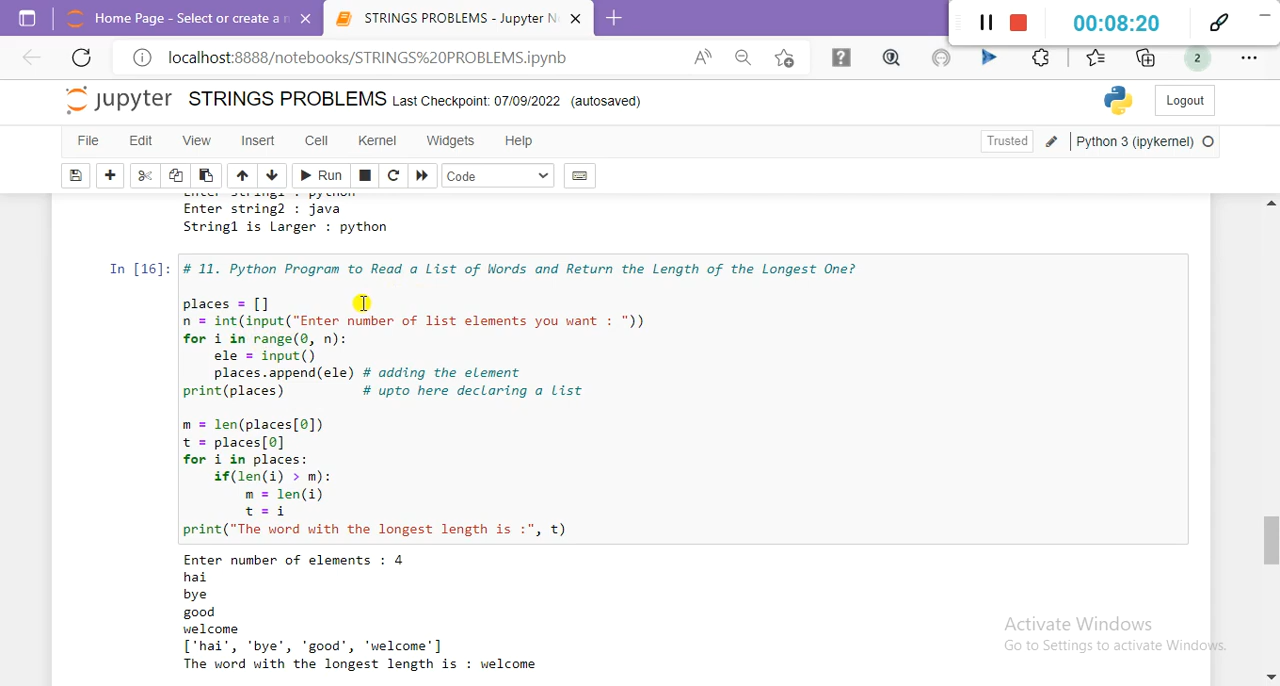 Home Page - Select or create a n
STRINGS PROBLEMS - Jupyter N
00:08:20
localhost:8888/notebooks/STRINGS%20PROBLEMS.ipynb
2
jupyter STRINGS PROBLEMS Last Checkpoint: 07/09/2022 (autosaved)
Logout
File Edit View Insert Cell Kernel Widgets Help
Trusted
Python 3 (ipykernel)
Run
Code
Enter string1 : python
Enter string2 : java
String1 is Larger : python
In [16]: # 11. Python Program to Read a List of Words and Return the Length of the Longest One?
places = []
n = int(input("Enter number of list elements you want : "))
for i in range(0, n):
    ele = input()
    places.append(ele) # adding the element
print(places)          # upto here declaring a list
m = len(places[0])
t = places[0]
for i in places:
    if(len(i) > m):
        m = len(i)
        t = i
print("The word with the longest length is :", t)
Enter number of elements : 4
hai
bye
good
welcome
['hai', 'bye', 'good', 'welcome']
The word with the longest length is : welcome
Activate Windows
Go to Settings to activate Windows.